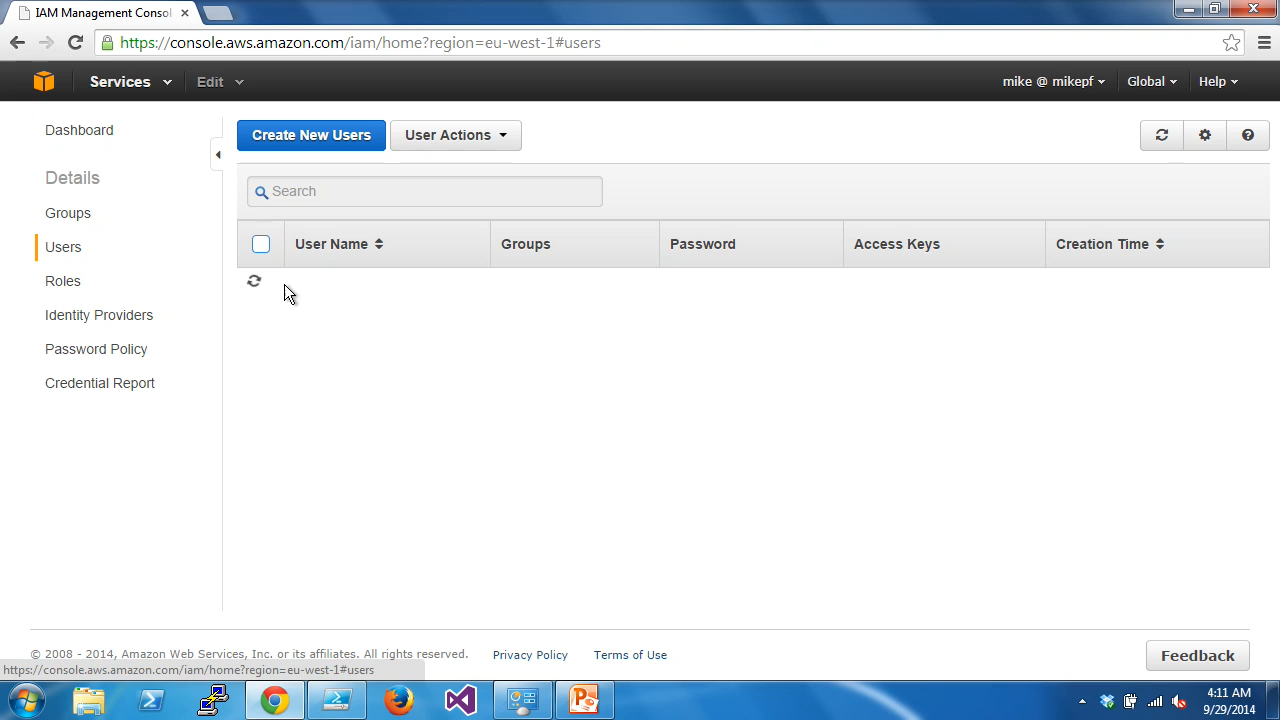 IAM Management Consol
https://console.aws.amazon.com/iam/home?region=eu-west-1#users
Services Edit mike @ mikepf Global Help
Dashboard
Create New Users User Actions
Details
Search
Groups
User Name Groups Password Access Keys Creation Time
Users
Roles
Identity Providers
Password Policy
Credential Report
© 2008 - 2014, Amazon Web Services, Inc. or its affiliates. All rights reserved. Privacy Policy Terms of Use Feedback
https://console.aws.amazon.com/iam/home?region=eu-west-1#users
4:11 AM
9/29/2014